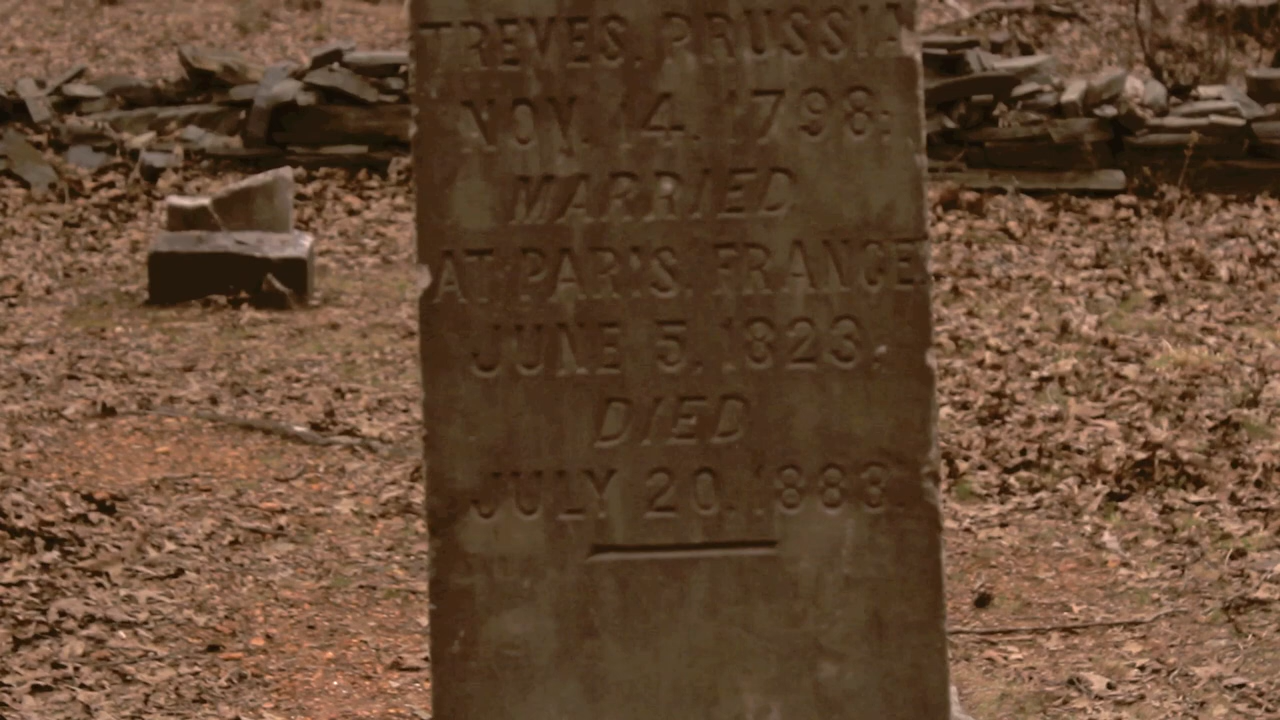 TREVES, PRUSSIA
NOV. 14, 1798;
MARRIED
AT PARIS, FRANCE,
JUNE 5, 1823;
DIED
JULY 20, 1883.